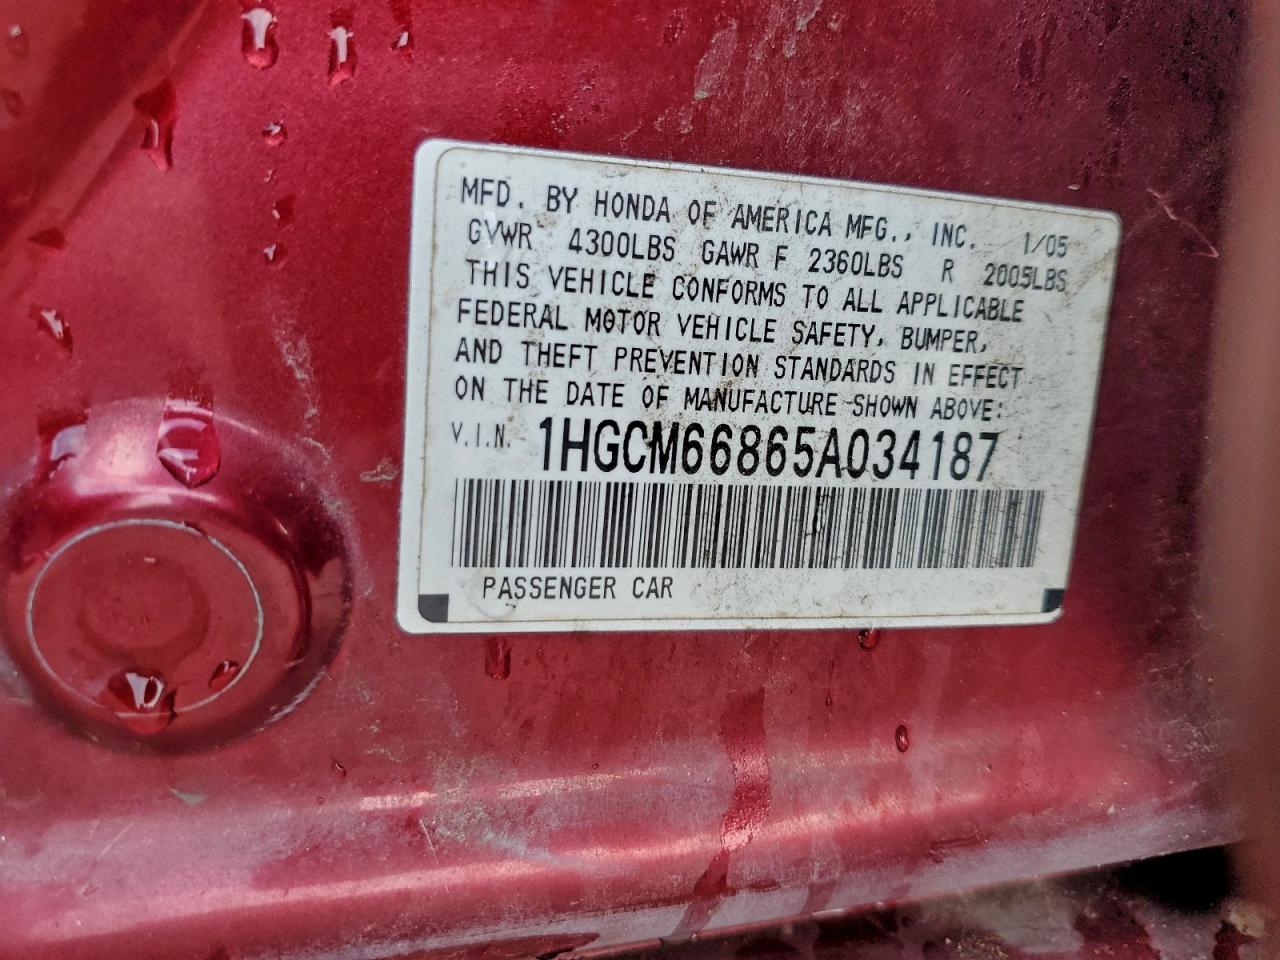 MFD. BY HONDA OF AMERICA MFG., INC. 1/05
GVWR 4300LBS GAWR F 2360LBS R 2005LBS
THIS VEHICLE CONFORMS TO ALL APPLICABLE
FEDERAL MOTOR VEHICLE SAFETY, BUMPER,
AND THEFT PREVENTION STANDARDS IN EFFECT
ON THE DATE OF MANUFACTURE SHOWN ABOVE:
V.I.N. 1HGCM66865A034187
PASSENGER CAR